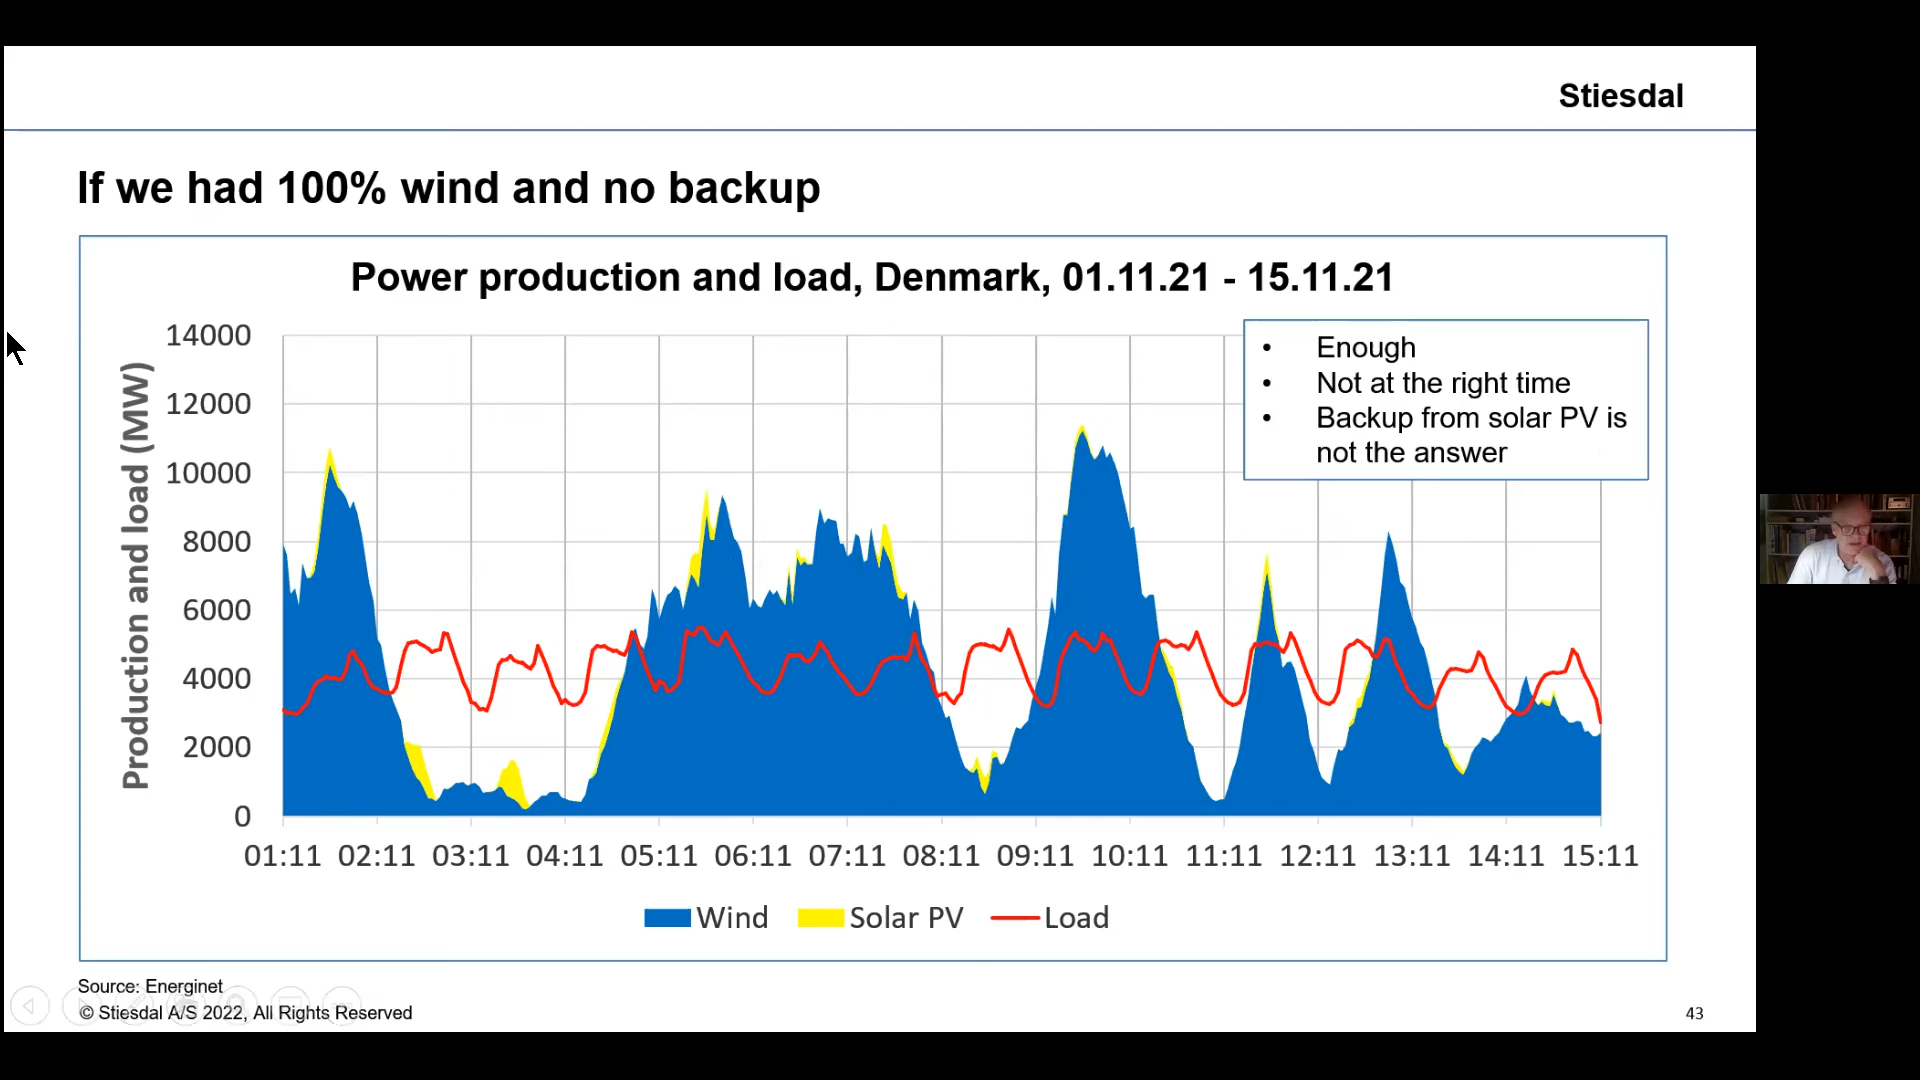 Stiesdal
If we had 100% wind and no backup
Power production and load, Denmark, 01.11.21 - 15.11.21
Production and load (MW)
14000
12000
10000
8000
6000
4000
2000
0
• Enough
• Not at the right time
• Backup from solar PV is
not the answer
01:11 02:11 03:11 04:11 05:11 06:11 07:11 08:11 09:11 10:11 11:11 12:11 13:11 14:11 15:11
Wind Solar PV Load
Source: Energinet
© Stiesdal A/S 2022, All Rights Reserved
43